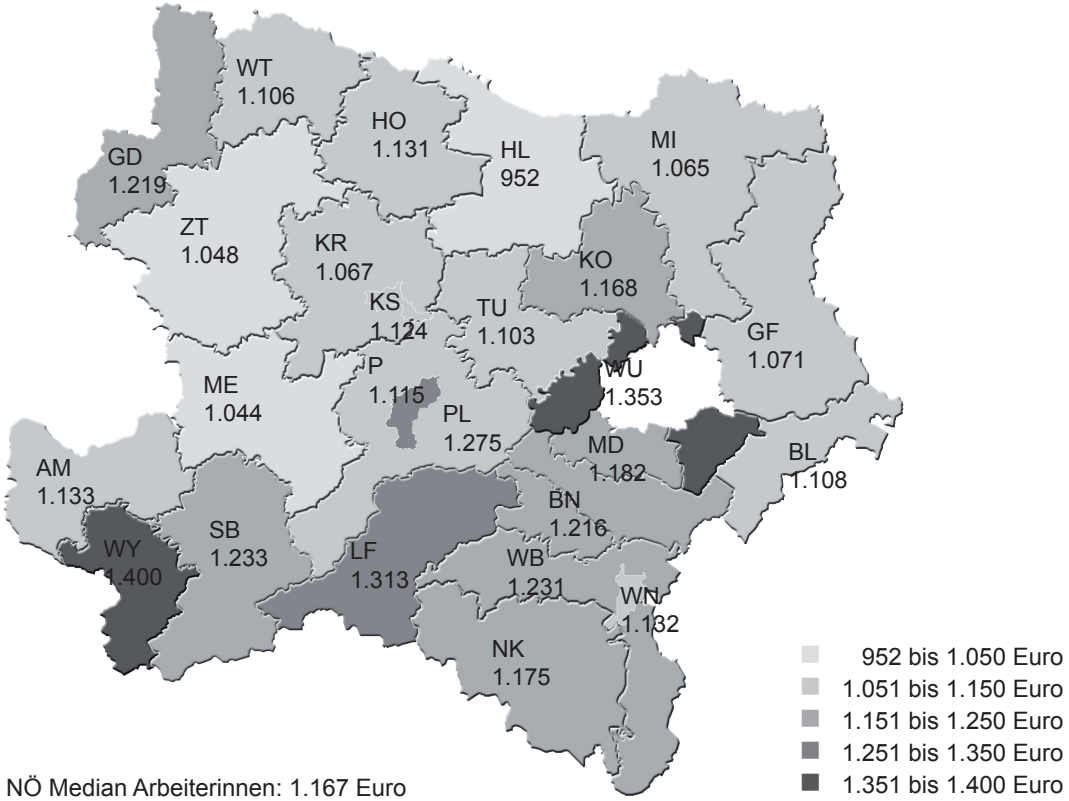 WT
1.106
HO
1.131
HL
952
MI
1.065
GD
1.219
ZT
1.048
KR
1.067
KO
1.168
KS
1.124
TU
1.103
GF
1.071
P
1.115
WU
1.353
ME
1.044
PL
1.275
MD
1.182
BL
1.108
AM
1.133
BN
1.216
SB
1.233
WY
1.400
LF
1.313
WB
1.231
WN
1.132
NK
1.175
952 bis 1.050 Euro
1.051 bis 1.150 Euro
1.151 bis 1.250 Euro
1.251 bis 1.350 Euro
1.351 bis 1.400 Euro
NÖ Median Arbeiterinnen: 1.167 Euro